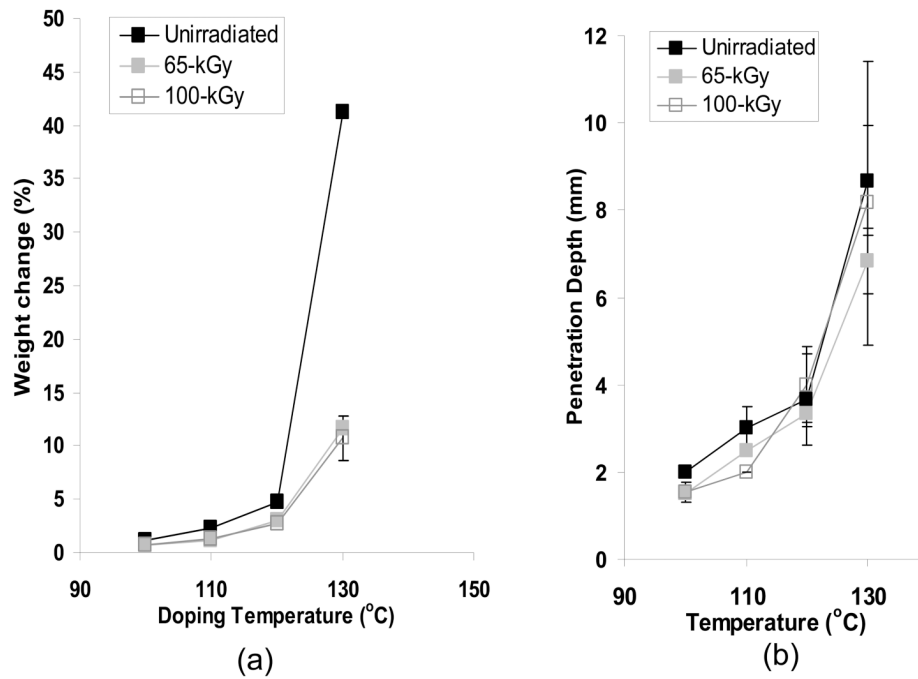 50
45
40
35
30
25
20
15
10
5
0
Weight change (%)
Unirradiated
65-kGy
100-kGy
90
110
130
150
Doping Temperature (°C)
(a)
12
10
8
6
4
2
0
Penetration Depth (mm)
Unirradiated
65-kGy
100-kGy
90
110
130
Temperature (°C)
(b)